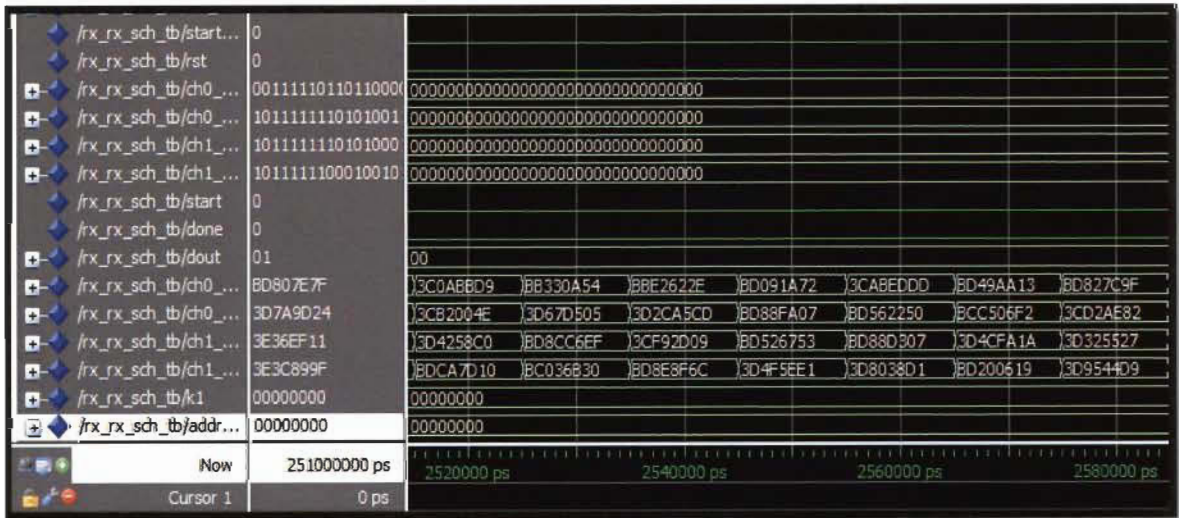 /rx_rx_sch_tb/start... 0
/rx_rx_sch_tb/rst 0
/rx_rx_sch_tb/ch0_... 0011111011011000( 00000000000000000000000000000000
/rx_rx_sch_tb/ch0_... 1011111110101001 00000000000000000000000000000000
/rx_rx_sch_tb/ch1_... 1011111110101000 00000000000000000000000000000000
/rx_rx_sch_tb/ch1_... 1011111100010010 00000000000000000000000000000000
/rx_rx_sch_tb/start 0
/rx_rx_sch_tb/done 0
/rx_rx_sch_tb/dout 01 00
/rx_rx_sch_tb/ch0_... BD807E7F 3C0ABBD9 BB330A54 BBE2622E BD091A72 3CABEDDD BD49AA13 BD827C9F
/rx_rx_sch_tb/ch0_... 3D7A9D24 3CB2004E 3D67D505 3D2CA5CD BD88FA07 BD562250 BCC506F2 3CD2AE82
/rx_rx_sch_tb/ch1_... 3E36EF11 3D4258C0 BD8CC6EF 3CF92D09 BD526753 BD88D307 3D4CFA1A 3D325527
/rx_rx_sch_tb/ch1_... 3E3C899F BDCA7D10 BC036B30 BD8E8F6C 3D4F5EE1 3D8038D1 BD200619 3D9544D9
/rx_rx_sch_tb/k1 00000000 00000000
/rx_rx_sch_tb/addr... 00000000 00000000
Now 251000000 ps 2520000 ps 2540000 ps 2560000 ps 2580000 ps
Cursor 1 0 ps